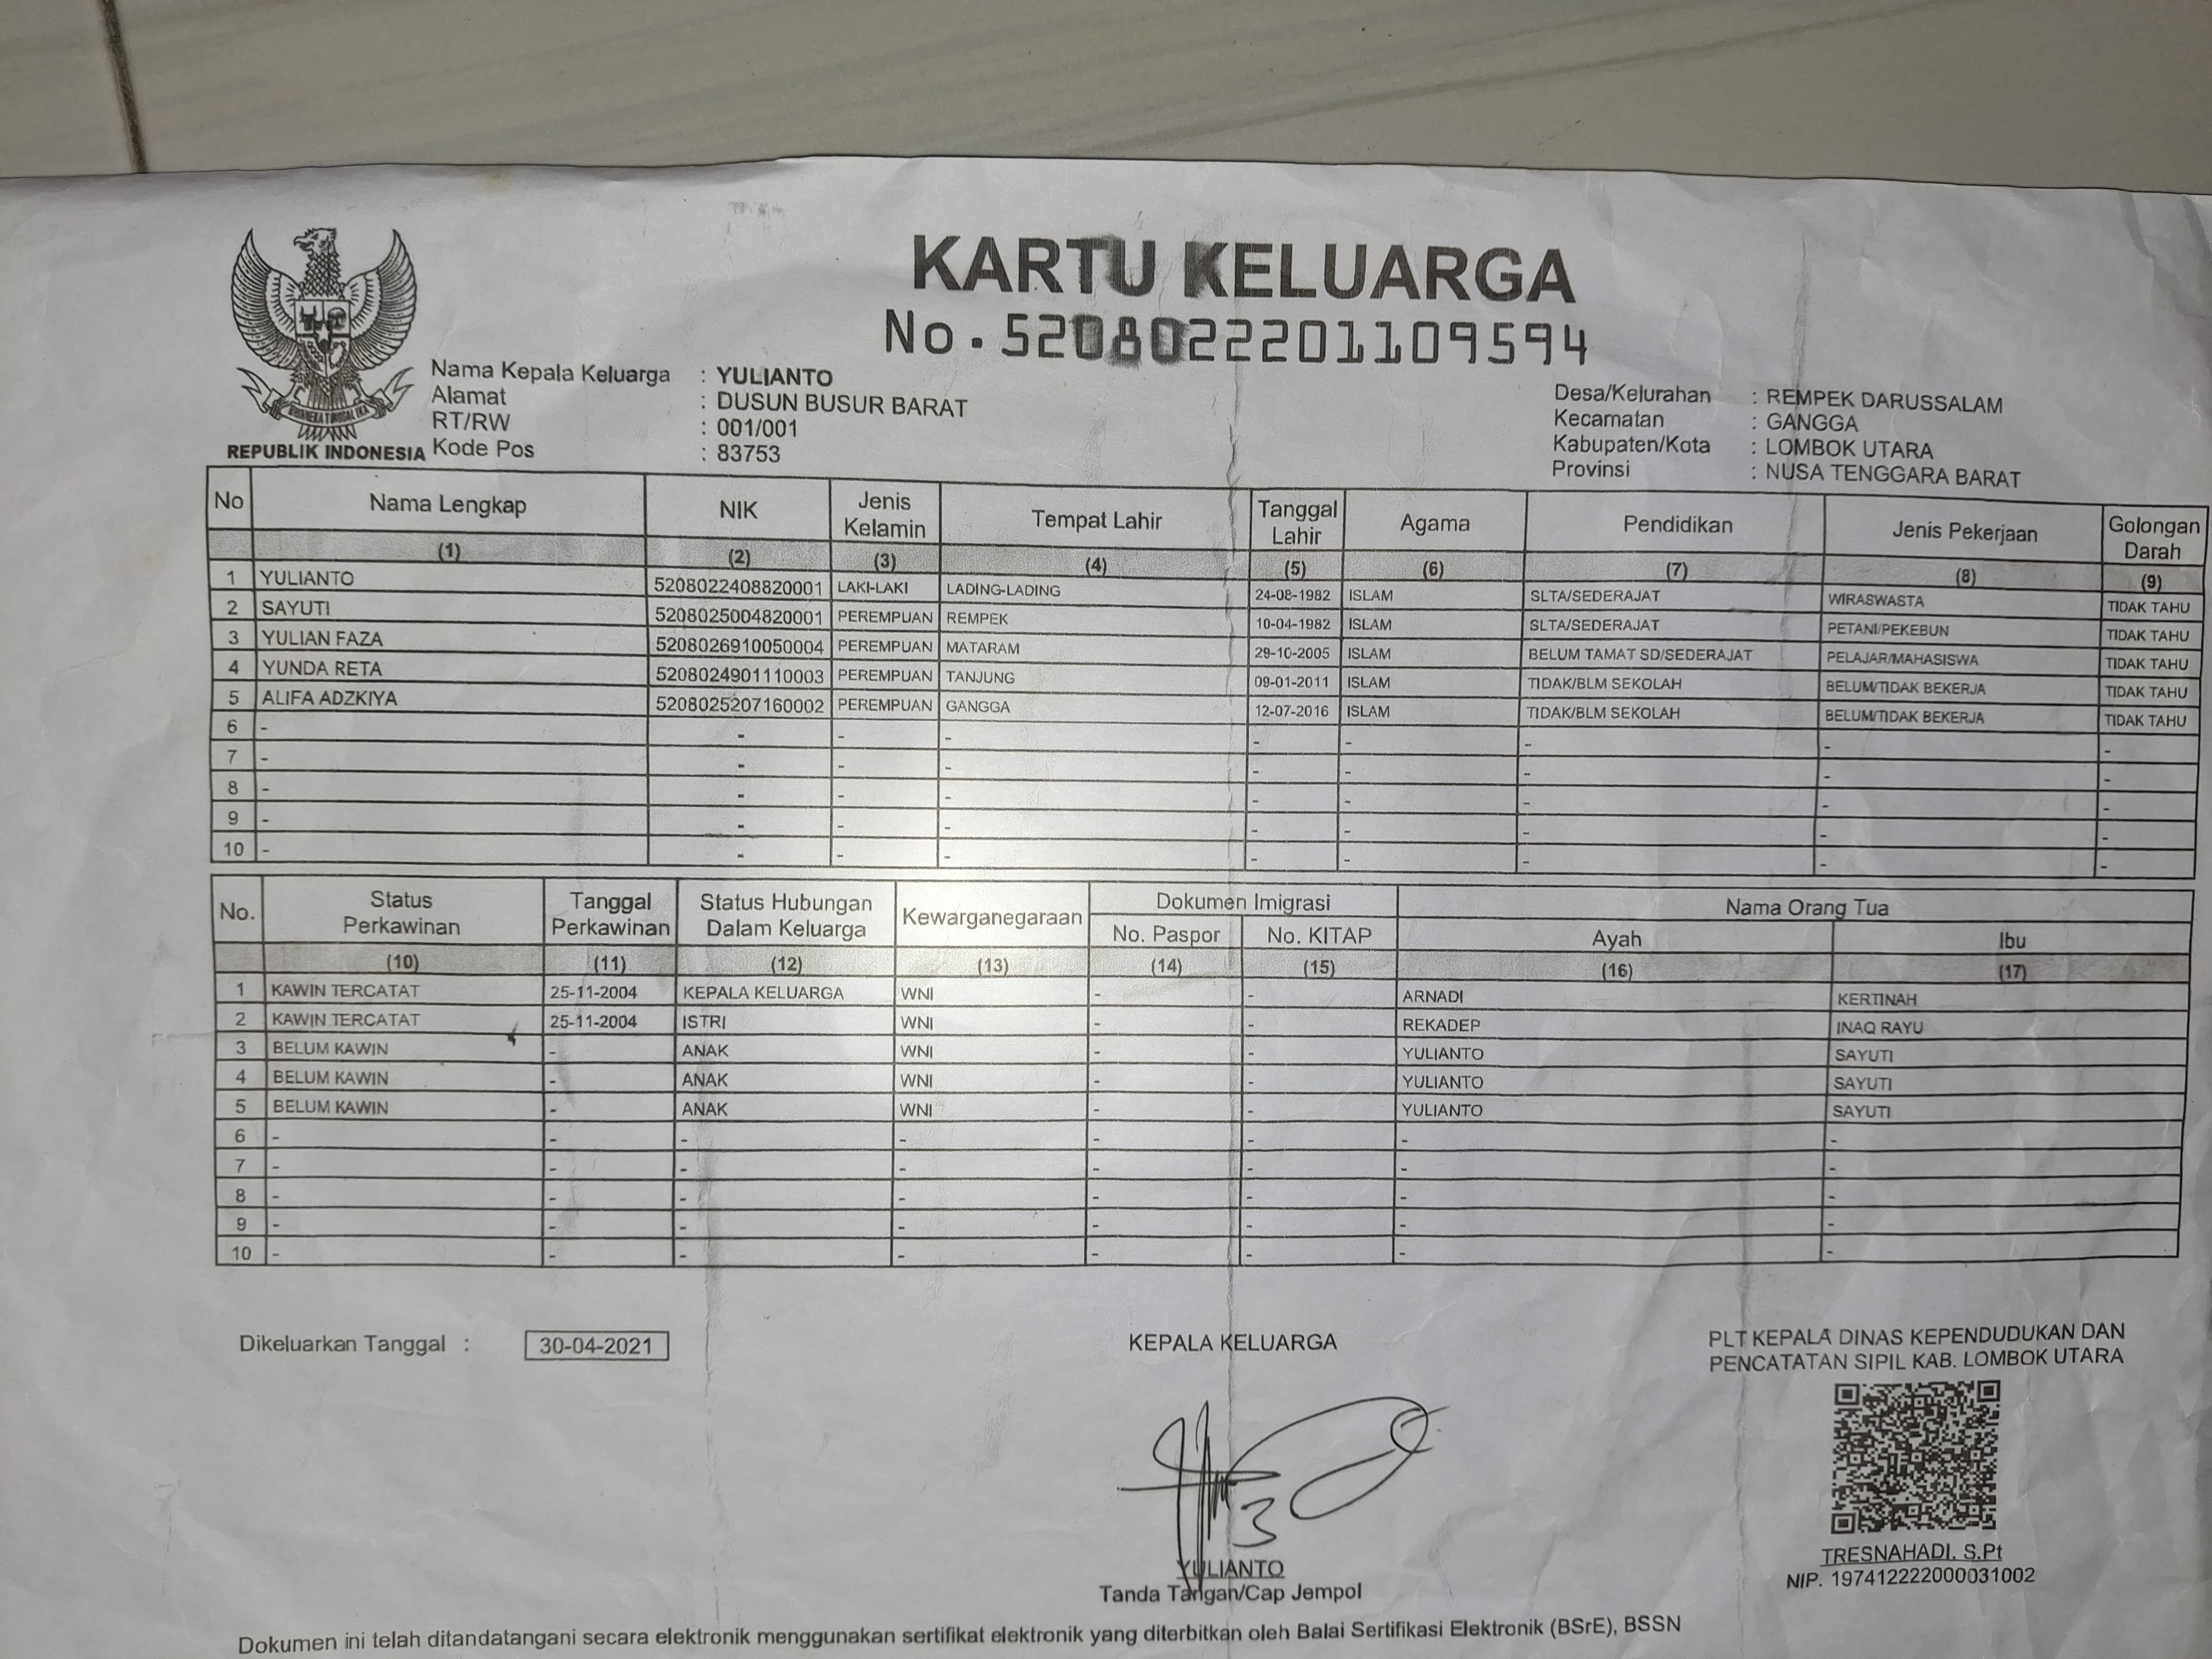 KARTU KELUARGA
No. 5208022201109594
BHINNEKA TUNGGAL IKA
REPUBLIK INDONESIA
Nama Kepala Keluarga : YULIANTO
Alamat : DUSUN BUSUR BARAT
RT/RW : 001/001
Kode Pos : 83753
Desa/Kelurahan : REMPEK DARUSSALAM
Kecamatan : GANGGA
Kabupaten/Kota : LOMBOK UTARA
Provinsi : NUSA TENGGARA BARAT
No Nama Lengkap NIK Jenis Kelamin Tempat Lahir Tanggal Lahir Agama Pendidikan Jenis Pekerjaan Golongan Darah
(1) (2) (3) (4) (5) (6) (7) (8) (9)
1 YULIANTO 5208022408820001 LAKI-LAKI LADING-LADING 24-08-1982 ISLAM SLTA/SEDERAJAT WIRASWASTA TIDAK TAHU
2 SAYUTI 5208025004820001 PEREMPUAN REMPEK 10-04-1982 ISLAM SLTA/SEDERAJAT PETANI/PEKEBUN TIDAK TAHU
3 YULIAN FAZA 5208026910050004 PEREMPUAN MATARAM 29-10-2005 ISLAM BELUM TAMAT SD/SEDERAJAT PELAJAR/MAHASISWA TIDAK TAHU
4 YUNDA RETA 5208024901110003 PEREMPUAN TANJUNG 09-01-2011 ISLAM TIDAK/BLM SEKOLAH BELUM/TIDAK BEKERJA TIDAK TAHU
5 ALIFA ADZKIYA 5208025207160002 PEREMPUAN GANGGA 12-07-2016 ISLAM TIDAK/BLM SEKOLAH BELUM/TIDAK BEKERJA TIDAK TAHU
6 - - - - - - - - -
7 - - - - - - - - -
8 - - - - - - - - -
9 - - - - - - - - -
10 - - - - - - - - -
No. Status Perkawinan Tanggal Perkawinan Status Hubungan Dalam Keluarga Kewarganegaraan Dokumen Imigrasi Nama Orang Tua
No. Paspor No. KITAP Ayah Ibu
(10) (11) (12) (13) (14) (15) (16) (17)
1 KAWIN TERCATAT 25-11-2004 KEPALA KELUARGA WNI - - ARNADI KERTINAH
2 KAWIN TERCATAT 25-11-2004 ISTRI WNI - - REKADEP INAQ RAYU
3 BELUM KAWIN - ANAK WNI - - YULIANTO SAYUTI
4 BELUM KAWIN - ANAK WNI - - YULIANTO SAYUTI
5 BELUM KAWIN - ANAK WNI - - YULIANTO SAYUTI
6 - - - - - - - -
7 - - - - - - - -
8 - - - - - - - -
9 - - - - - - - -
10 - - - - - - - -
Dikeluarkan Tanggal : 30-04-2021
KEPALA KELUARGA
YULIANTO
Tanda Tangan/Cap Jempol
PLT KEPALA DINAS KEPENDUDUKAN DAN
PENCATATAN SIPIL KAB. LOMBOK UTARA
TRESNAHADI, S.Pt
NIP. 197412222000031002
Dokumen ini telah ditandatangani secara elektronik menggunakan sertifikat elektronik yang diterbitkan oleh Balai Sertifikasi Elektronik (BSrE), BSSN